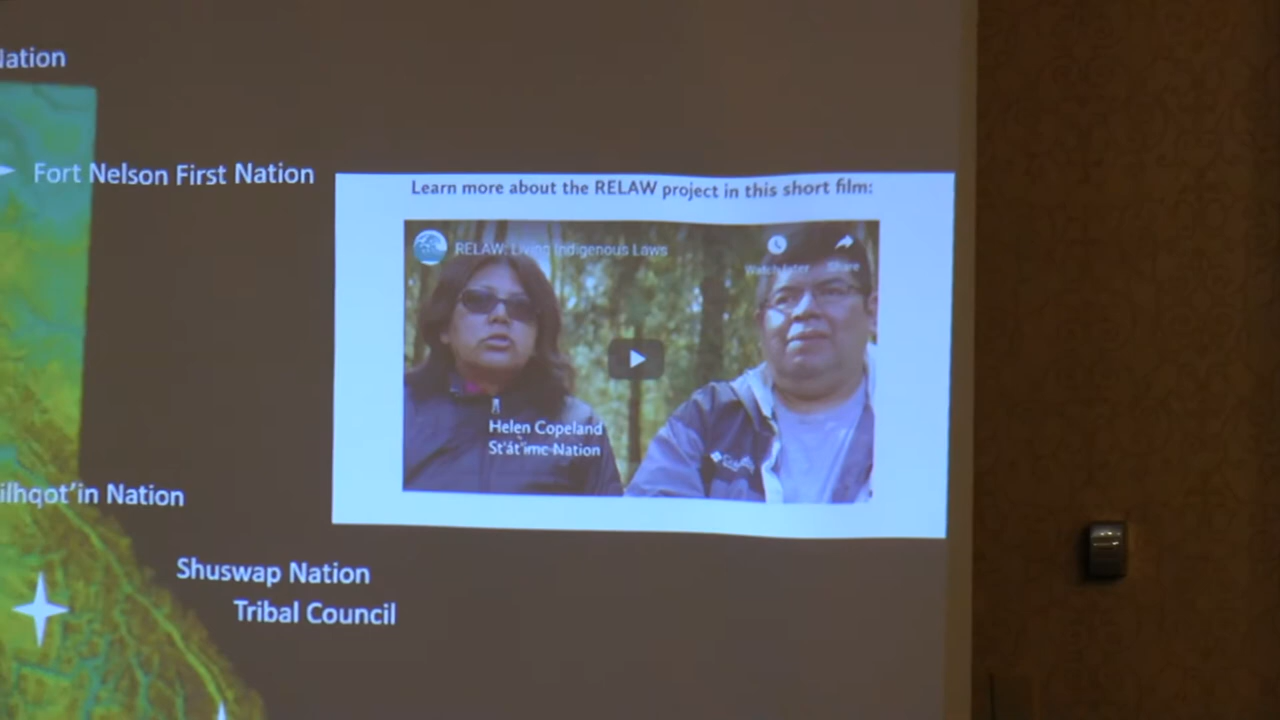 Nation
Fort Nelson First Nation
Learn more about the RELAW project in this short film:
RELAW: Living Indigenous Laws
Watch later
Share
Helen Copeland
St'át'imc Nation
ilhqot'in Nation
Shuswap Nation
Tribal Council